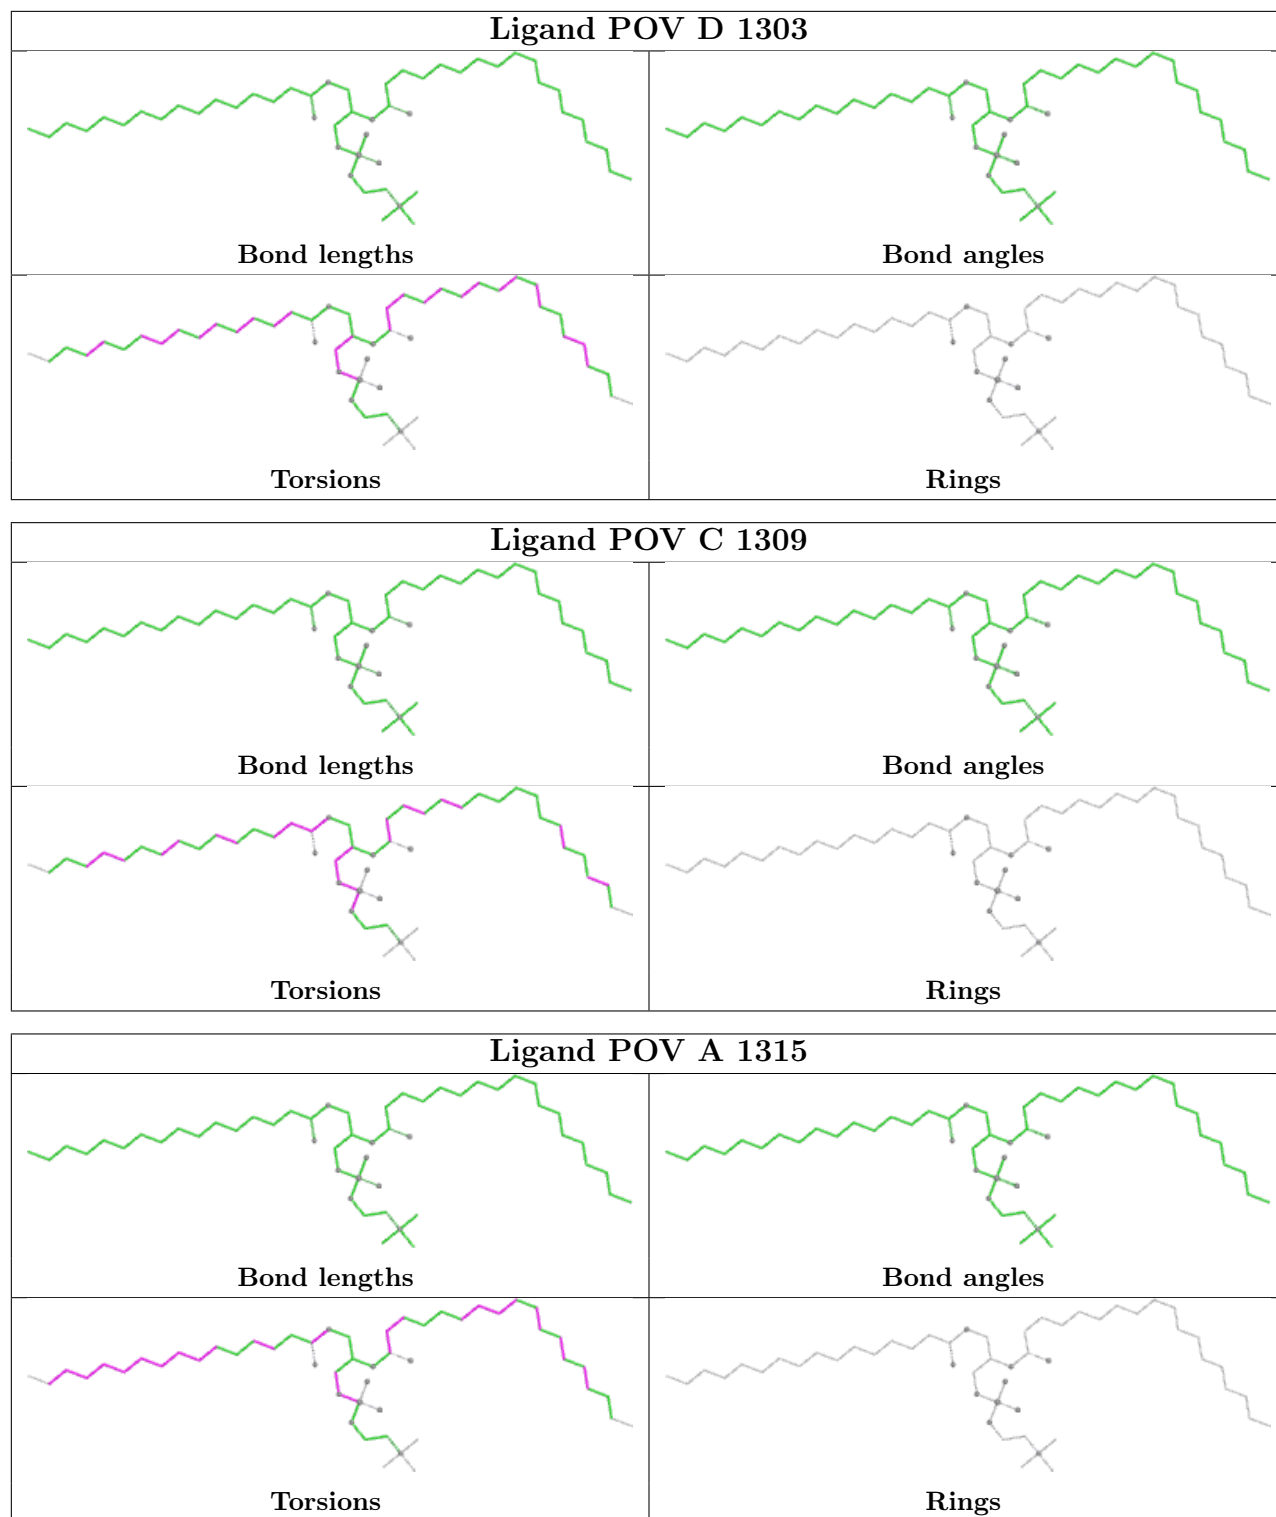 Ligand POV D 1303
Bond lengths
Bond angles
Torsions
Rings
Ligand POV C 1309
Bond lengths
Bond angles
Torsions
Rings
Ligand POV A 1315
Bond lengths
Bond angles
Torsions
Rings